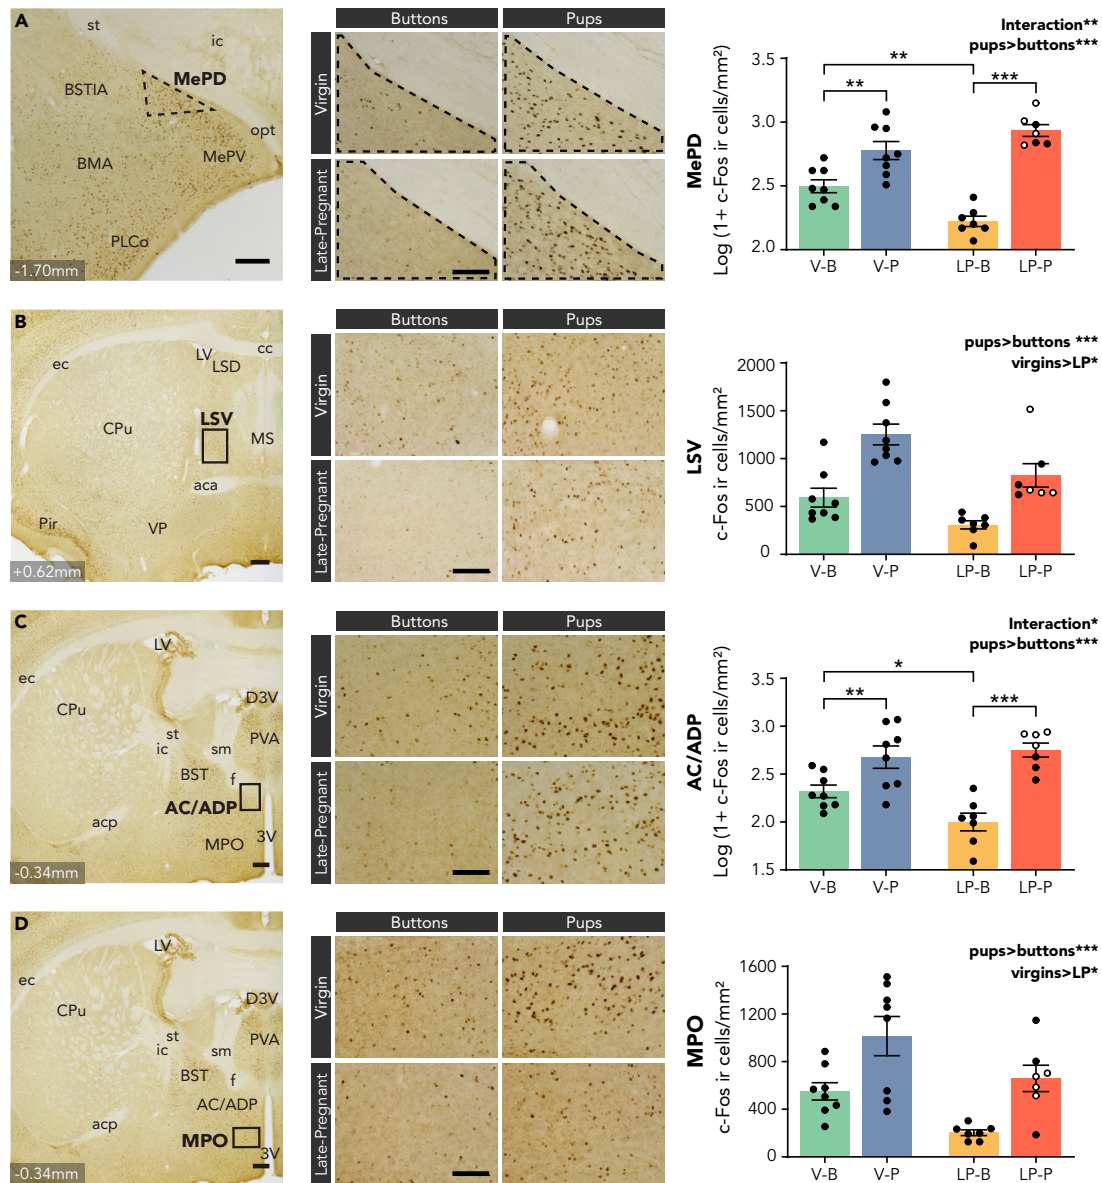 A
st
ic
MePD
BSTIA
opt
BMA
MePV
PLCo
-1.70mm
Buttons
Pups
Virgin
Late-Pregnant
Interaction**
pups>buttons***
MePD
Log (1+ c-Fos ir cells/mm²)
3.5
3.0
2.5
2.0
**
**
***
V-B
V-P
LP-B
LP-P
B
ec
LV
cc
LSD
LSV
CPu
MS
aca
Pir
VP
+0.62mm
Buttons
Pups
Virgin
Late-Pregnant
pups>buttons ***
virgins>LP*
LSV
c-Fos ir cells/mm²
2000
1500
1000
500
0
V-B
V-P
LP-B
LP-P
C
LV
ec
D3V
CPu
st
PVA
ic
sm
BST
f
AC/ADP
acp
3V
MPO
-0.34mm
Buttons
Pups
Virgin
Late-Pregnant
Interaction*
pups>buttons***
AC/ADP
Log (1+ c-Fos ir cells/mm²)
3.5
3.0
2.5
2.0
1.5
*
**
***
V-B
V-P
LP-B
LP-P
D
LV
ec
D3V
CPu
st
PVA
ic
sm
BST
f
AC/ADP
acp
MPO
3V
-0.34mm
Buttons
Pups
Virgin
Late-Pregnant
pups>buttons***
virgins>LP*
MPO
c-Fos ir cells/mm²
1600
1200
800
400
0
V-B
V-P
LP-B
LP-P